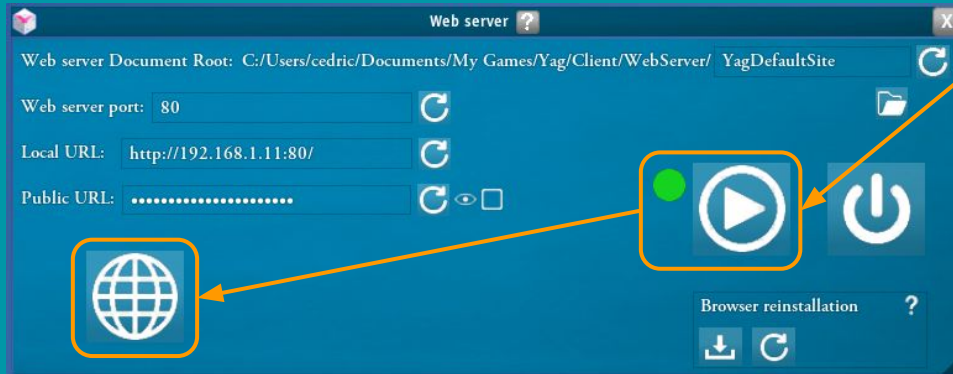 Web server ?
X
Web server Document Root: C:/Users/cedric/Documents/My Games/Yag/Client/WebServer/ YagDefaultSite
Web server port: 80
Local URL: http://192.168.1.11:80/
Public URL: ••••••••••••••••••••••
Browser reinstallation ?